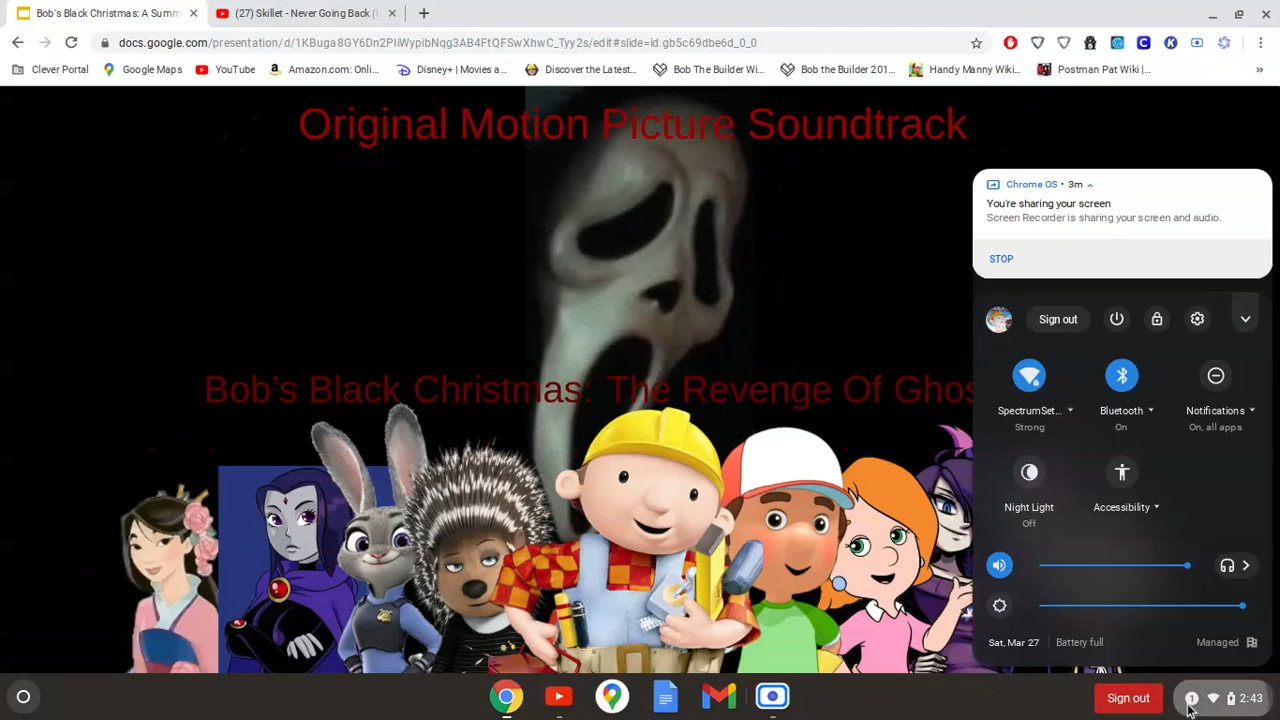 Bob's Black Christmas: A Summ
(27) Skillet - Never Going Back (
docs.google.com/presentation/d/1KBuga8GY6Dn2PIiWypibNqg3AB4FtQFSwXhwC_Tyy2s/edit#slide=id.gb5c69dbe6d_0_0
Clever Portal
Google Maps
YouTube
Amazon.com: Onli...
Disney+ | Movies a...
Discover the Latest...
Bob The Builder Wi...
Bob the Builder 201...
Handy Manny Wiki...
Postman Pat Wiki |...
»
Original Motion Picture Soundtrack
Bob's Black Christmas: The Revenge Of Ghos
Chrome OS • 3m
You're sharing your screen
Screen Recorder is sharing your screen and audio.
STOP
Sign out
SpectrumSet...
Strong
Bluetooth
On
Notifications
On, all apps
Night Light
Off
Accessibility
Sat, Mar 27
Battery full
Managed
Sign out
1
2:43